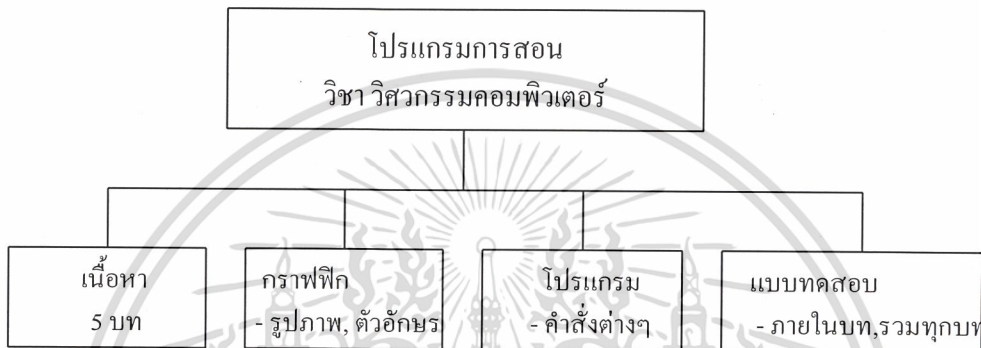 โปรแกรมการสอน
วิชา วิศวกรรมคอมพิวเตอร์
เนื้อหา
5 บท
กราฟฟิก
- รูปภาพ, ตัวอักษร
โปรแกรม
- คำสั่งต่างๆ
แบบทดสอบ
- ภายในบท,รวมทุกบท